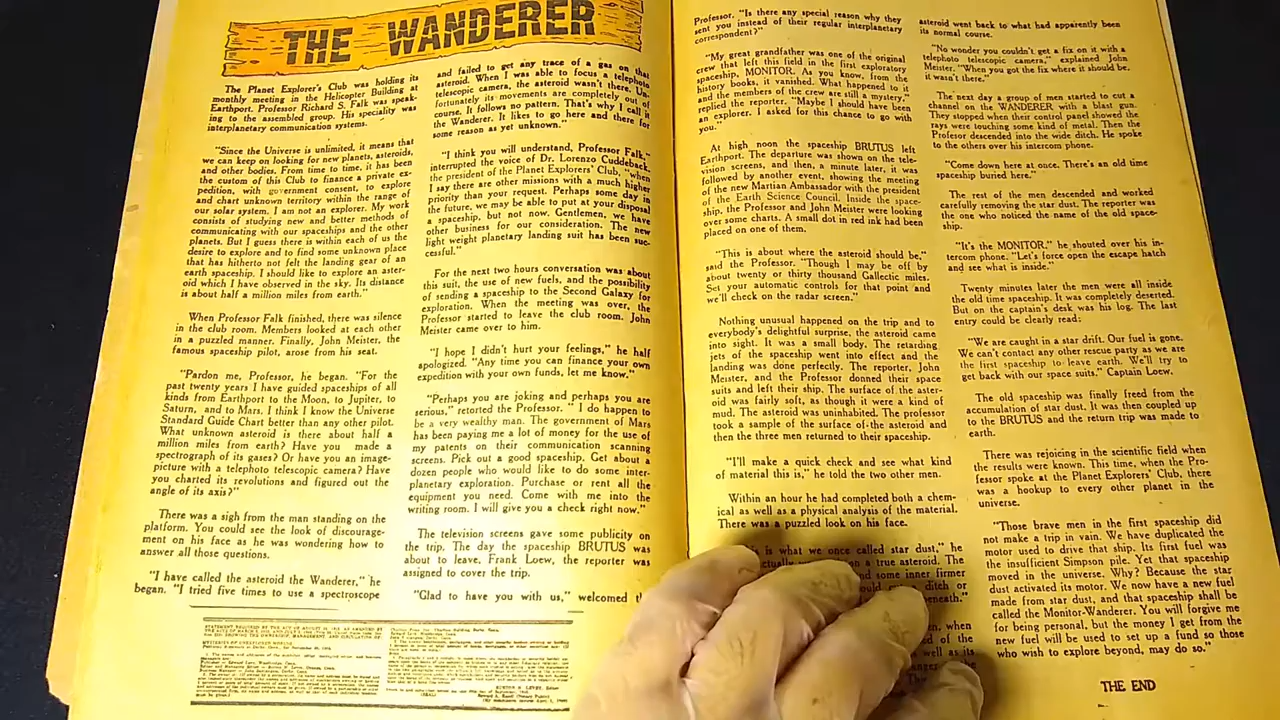 THE WANDERER
The Planet Explorer's Club was holding its
monthly meeting in the Helicopter Building at
Earthport. Professor Richard S. Falk was speak-
ing to the assembled group. His speciality was
interplanetary communication systems.
"Since the Universe is unlimited, it means that
we can keep on looking for new planets, asteroids,
and other bodies. From time to time, it has been
the custom of this Club to finance a private ex-
pedition, with government consent, to explore
and chart unknown territory within the range of
our solar system. I am not an explorer. My work
consists of studying new and better methods of
communicating with our spaceships and the other
planets. But I guess there is within each of us the
desire to explore and to find some unknown place
that has hitherto not felt the landing gear of an
earth spaceship. I should like to explore an aster-
oid which I have observed in the sky. Its distance
is about half a million miles from earth."
When Professor Falk finished, there was silence
in the club room. Members looked at each other
in a puzzled manner. Finally, John Meister, the
famous spaceship pilot, arose from his seat.
"Pardon me, Professor, he began. "For the
past twenty years I have guided spaceships of all
kinds from Earthport to the Moon, to Jupiter, to
Saturn, and to Mars. I think I know the Universe
Standard Guide Chart better than any other pilot.
What unknown asteroid is there about half a
million miles from earth? Have you made a
spectrograph of its gases? Or have you an image-
picture with a telephoto telescopic camera? Have
you charted its revolutions and figured out the
angle of its axis?"
There was a sigh from the man standing on the
platform. You could see the look of discourage-
ment on his face as he was wondering how to
answer all those questions.
"I have called the asteroid the Wanderer," he
began. "I tried five times to use a spectroscope
and failed to get any trace of a gas on that
asteroid. When I was able to focus a telephoto
telescopic camera, the asteroid wasn't there. Un-
fortunately its movements are completely out of
course. It follows no pattern. That's why I call it
the Wanderer. It likes to go here and there for
some reason as yet unknown."
"I think you will understand, Professor Falk,"
interrupted the voice of Dr. Lorenzo Cuddeback,
the president of the Planet Explorers' Club, "when
I say there are other missions with a much higher
priority than your request. Perhaps some day in
the future, we may be able to put at your disposal
a spaceship, but not now. Gentlemen, we have
other business for our consideration. The new
light weight planetary landing suit has been suc-
cessful."
For the next two hours conversation was about
this suit, the use of new fuels, and the possibility
of sending a spaceship to the Second Galaxy for
exploration. When the meeting was over, the
Professor started to leave the club room. John
Meister came over to him.
"I hope I didn't hurt your feelings," he half
apologized. "Any time you can finance your own
expedition with your own funds, let me know."
"Perhaps you are joking and perhaps you are
serious," retorted the Professor. " I do happen to
be a very wealthy man. The government of Mars
has been paying me a lot of money for the use of
my patents on their communication scanning
screens. Pick out a good spaceship. Get about a
dozen people who would like to do some inter-
planetary exploration. Purchase or rent all the
equipment you need. Come with me into the
writing room. I will give you a check right now."
The television screens gave some publicity on
the trip. The day the spaceship BRUTUS was
about to leave, Frank Loew, the reporter was
assigned to cover the trip.
"Glad to have you with us," welcomed
Professor. "Is there any special reason why they
sent you instead of their regular interplanetary
correspondent?"
"My great grandfather was one of the original
crew that left this field in the first exploratory
spaceship, MONITOR. As you know, from the
history books, it vanished. What happened to it
and the members of the crew are still a mystery,"
replied the reporter. "Maybe I should have been
an explorer. I asked for this chance to go with
you."
At high noon the spaceship BRUTUS left
Earthport. The departure was shown on the tele-
vision screens, and then, a minute later, it was
followed by another event, showing the meeting
of the new Martian Ambassador with the president
of the Earth Science Council. Inside the space-
ship, the Professor and John Meister were looking
over some charts. A small dot in red ink had been
placed on one of them.
"This is about where the asteroid should be,"
said the Professor. "Though I may be off by
about twenty or thirty thousand Gallectic miles.
Set your automatic controls for that point and
we'll check on the radar screen."
Nothing unusual happened on the trip and to
everybody's delightful surprise, the asteroid came
into sight. It was a small body. The retarding
jets of the spaceship went into effect and the
landing was done perfectly. The reporter, John
Meister, and the Professor donned their space
suits and left their ship. The surface of the aster-
oid was fairly soft, as though it were a kind of
mud. The asteroid was uninhabited. The professor
took a sample of the surface of the asteroid and
then the three men returned to their spaceship.
"I'll make a quick check and see what kind
of material this is," he told the two other men.
Within an hour he had completed both a chem-
ical as well as a physical analysis of the material.
There was a puzzled look on his face.
is what we once called star dust," he
on a true asteroid. The
some inner firmer
ditch or
when
of the
well as its
asteroid went back to what had apparently been
its normal course.
"No wonder you couldn't get a fix on it with a
telephoto telescopic camera," explained John
Meister. "When you got the fix where it should be,
it wasn't there."
The next day a group of men started to cut a
channel on the WANDERER with a blast gun.
They stopped when their control panel showed the
rays were touching some kind of metal. Then the
Profesor descended into the wide ditch. He spoke
to the others over his intercom phone.
"Come down here at once. There's an old time
spaceship buried here."
The rest of the men descended and worked
carefully removing the star dust. The reporter was
the one who noticed the name of the old space-
ship.
"It's the MONITOR." he shouted over his in-
tercom phone. "Let's force open the escape hatch
and see what is inside."
Twenty minutes later the men were all inside
the old time spaceship. It was completely deserted.
But on the captain's desk was his log. The last
entry could be clearly read:
"We are caught in a star drift. Our fuel is gone.
We can't contact any other rescue party as we are
the first spaceship to leave earth. We'll try to
get back with our space suits." Captain Loew.
The old spaceship was finally freed from the
accumulation of star dust. It was then coupled up
to the BRUTUS and the return trip was made to
earth.
There was rejoicing in the scientific field when
the results were known. This time, when the Pro-
fessor spoke at the Planet Explorers' Club, there
was a hookup to every other planet in the
universe.
"Those brave men in the first spaceship did
not make a trip in vain. We have duplicated the
motor used to drive that ship. Its first fuel was
the insufficient Simpson pile. Yet that spaceship
moved in the universe. Why? Because the star
dust activated its motor. We now have a new fuel
made from star dust, and that spaceship shall be
called the Monitor-Wanderer. You will forgive me
for being personal, but the money I get from the
new fuel will be used to set up a fund so those
who wish to explore beyond, may do so."
THE END